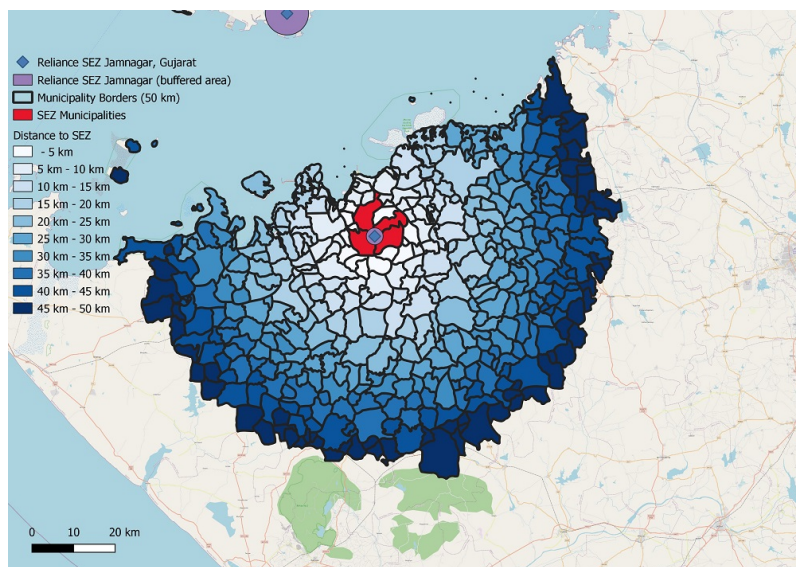 Reliance SEZ Jamnagar, Gujarat
Reliance SEZ Jamnagar (buffered area)
Municipality Borders (50 km)
SEZ Municipalities
Distance to SEZ
- 5 km
5 km - 10 km
10 km - 15 km
15 km - 20 km
20 km - 25 km
25 km - 30 km
30 km - 35 km
35 km - 40 km
40 km - 45 km
45 km - 50 km
0 10 20 km